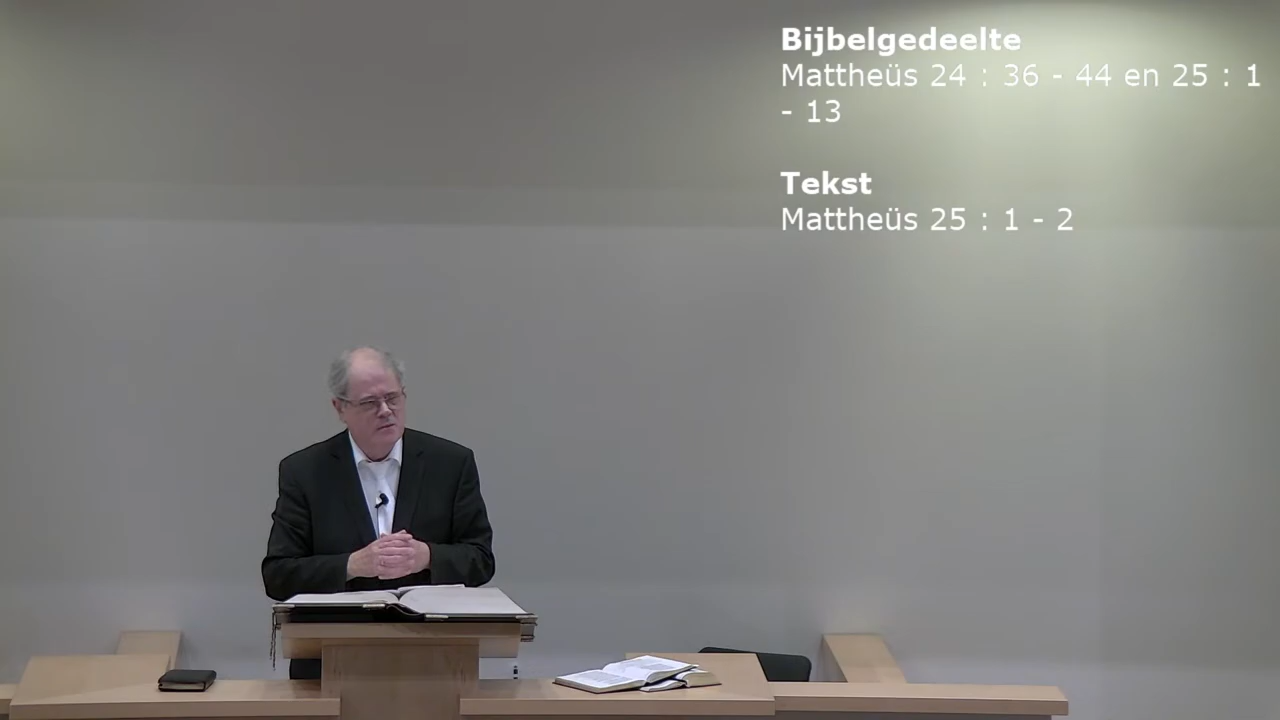 Bijbelgedeelte
Mattheüs 24 : 36 - 44 en 25 : 1
- 13
Tekst
Mattheüs 25 : 1 - 2